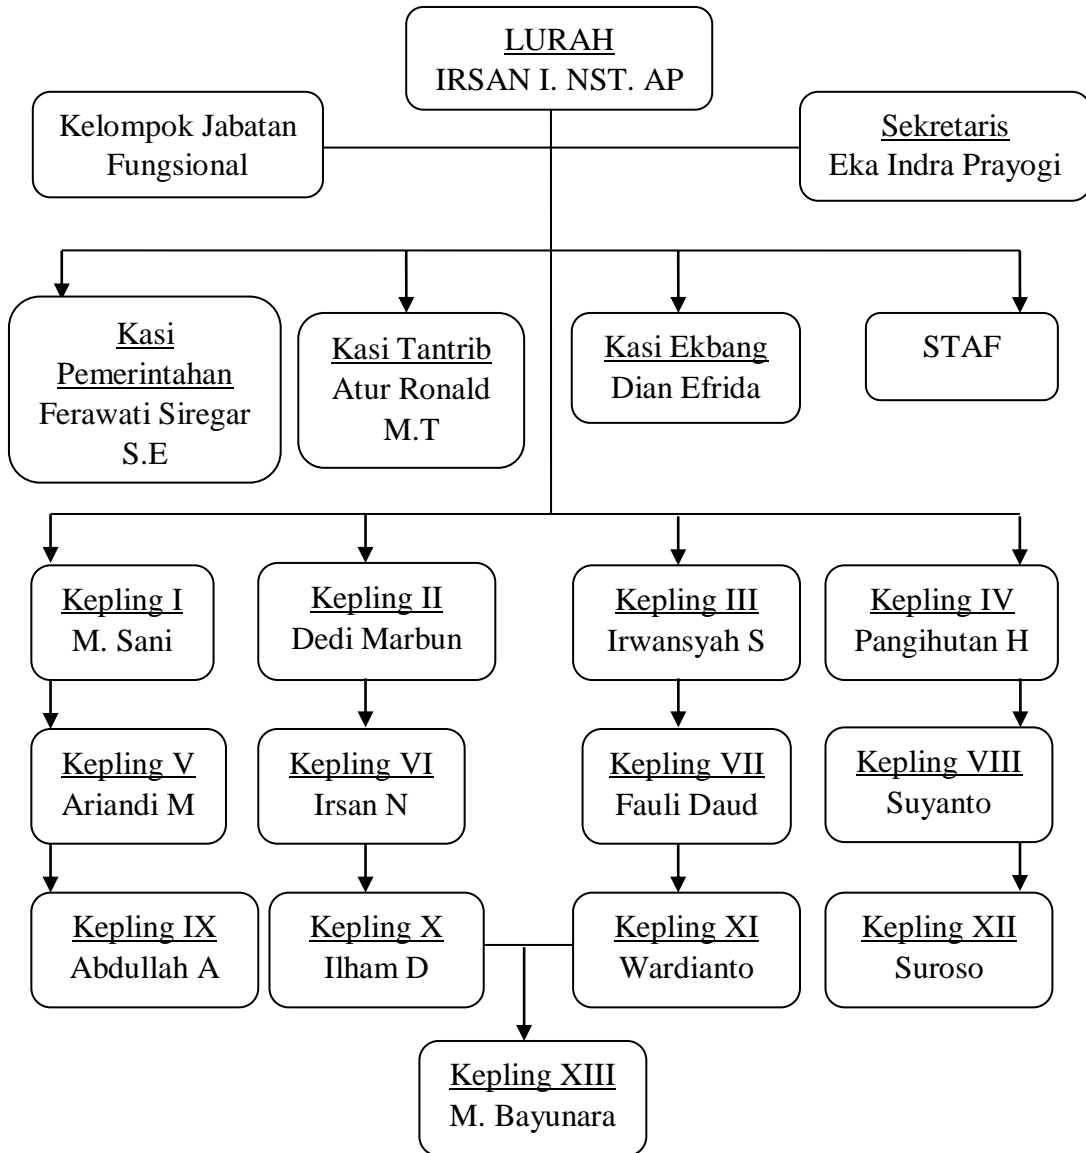 LURAH
IRSAN I. NST. AP
Kelompok Jabatan
Fungsional
Sekretaris
Eka Indra Prayogi
Kasi
Pemerintahan
Ferawati Siregar
S.E
Kasi Tantrib
Atur Ronald
M.T
Kasi Ekbang
Dian Efrida
STAF
Kepling I
M. Sani
Kepling II
Dedi Marbun
Kepling III
Irwansyah S
Kepling IV
Pangihutan H
Kepling V
Ariandi M
Kepling VI
Irsan N
Kepling VII
Fauli Daud
Kepling VIII
Suyanto
Kepling IX
Abdullah A
Kepling X
Ilham D
Kepling XI
Wardianto
Kepling XII
Suroso
Kepling XIII
M. Bayunara